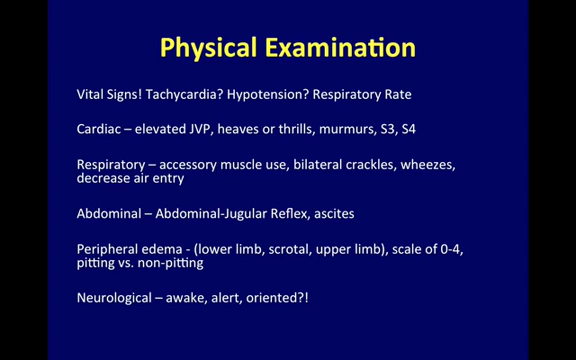 Physical Examination
Vital Signs! Tachycardia? Hypotension? Respiratory Rate
Cardiac – elevated JVP, heaves or thrills, murmurs, S3, S4
Respiratory – accessory muscle use, bilateral crackles, wheezes,
decrease air entry
Abdominal – Abdominal-Jugular Reflex, ascites
Peripheral edema - (lower limb, scrotal, upper limb), scale of 0-4,
pitting vs. non-pitting
Neurological – awake, alert, oriented?!